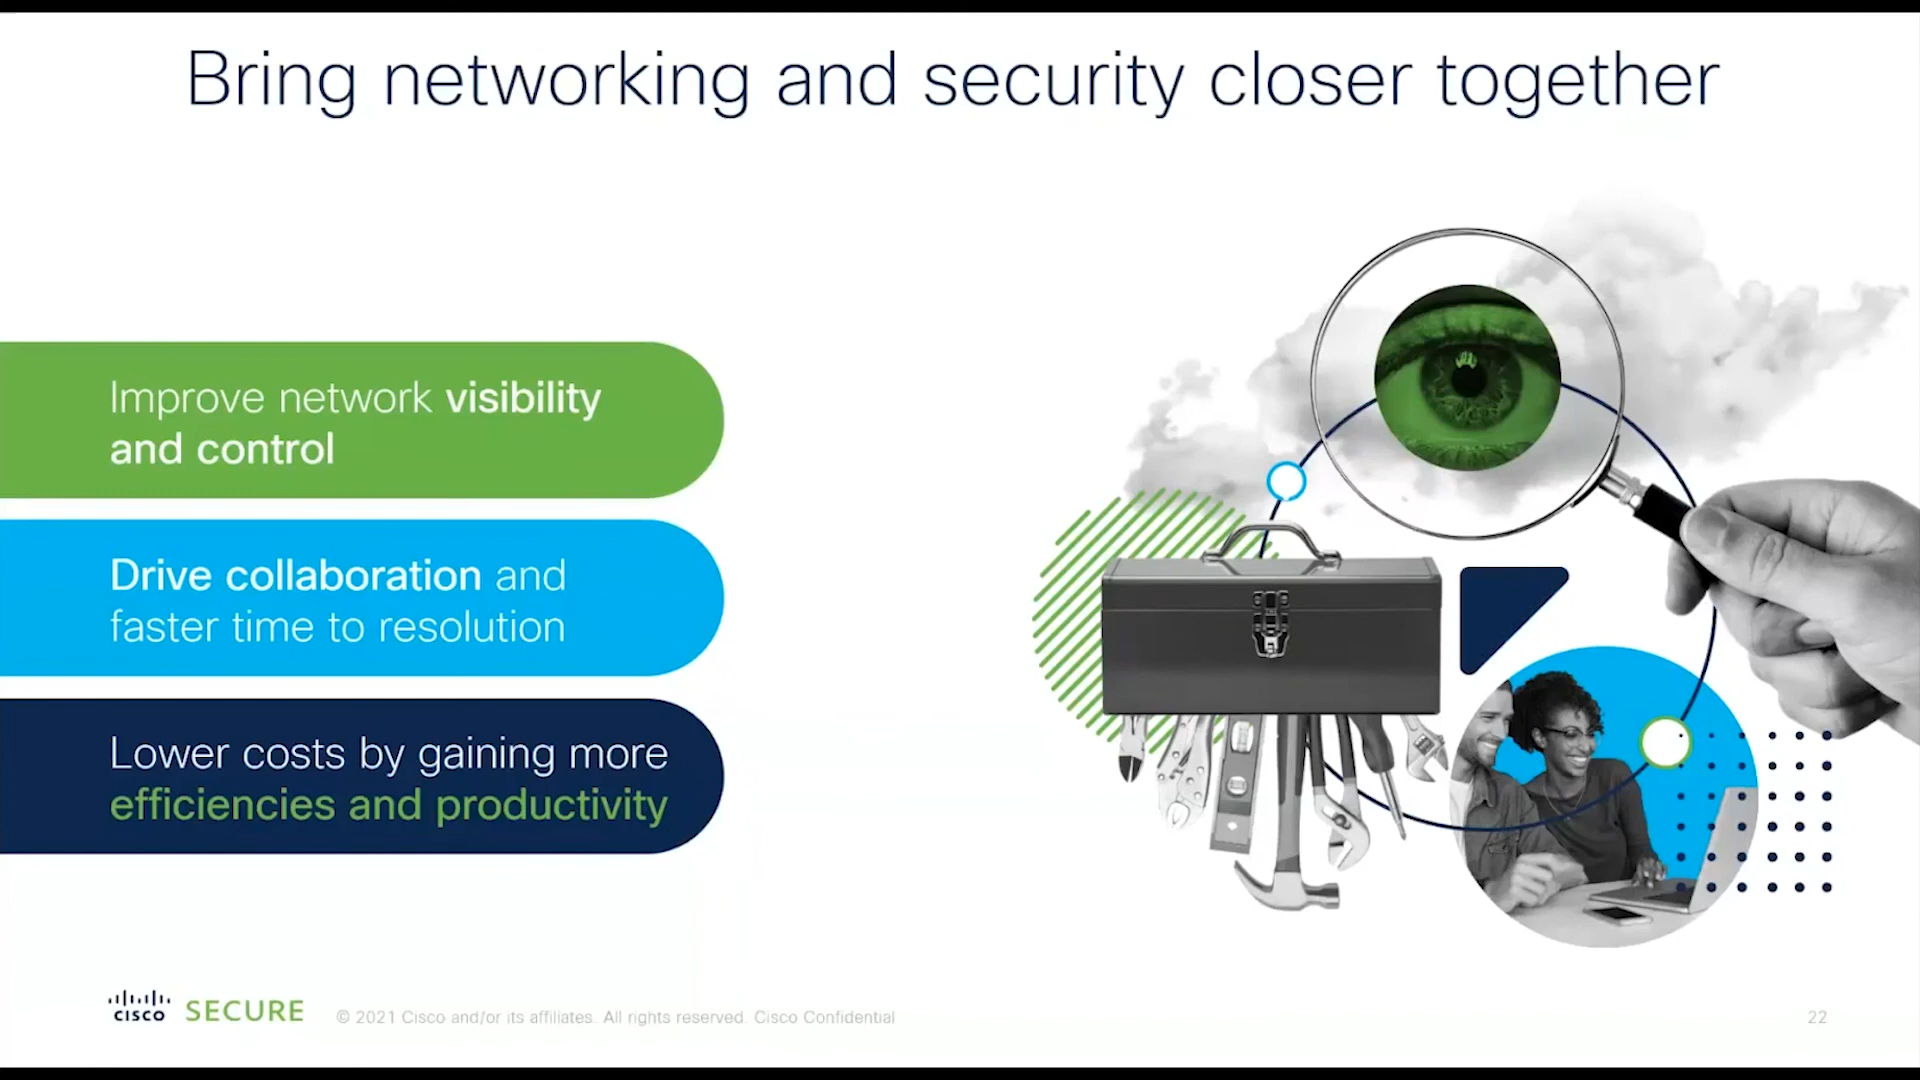 Bring networking and security closer together
Improve network visibility
and control
Drive collaboration and
faster time to resolution
Lower costs by gaining more
efficiencies and productivity
CISCO SECURE © 2021 Cisco and/or its affiliates. All rights reserved. Cisco Confidential
22